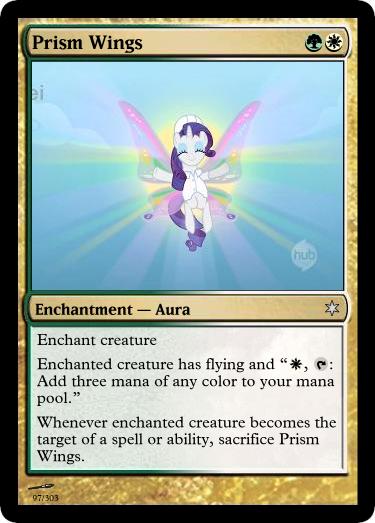 Prism Wings
ei
hub
Enchantment — Aura
Enchant creature
Enchanted creature has flying and “, :
Add three mana of any color to your mana
pool.”
Whenever enchanted creature becomes the
target of a spell or ability, sacrifice Prism
Wings.
97/303